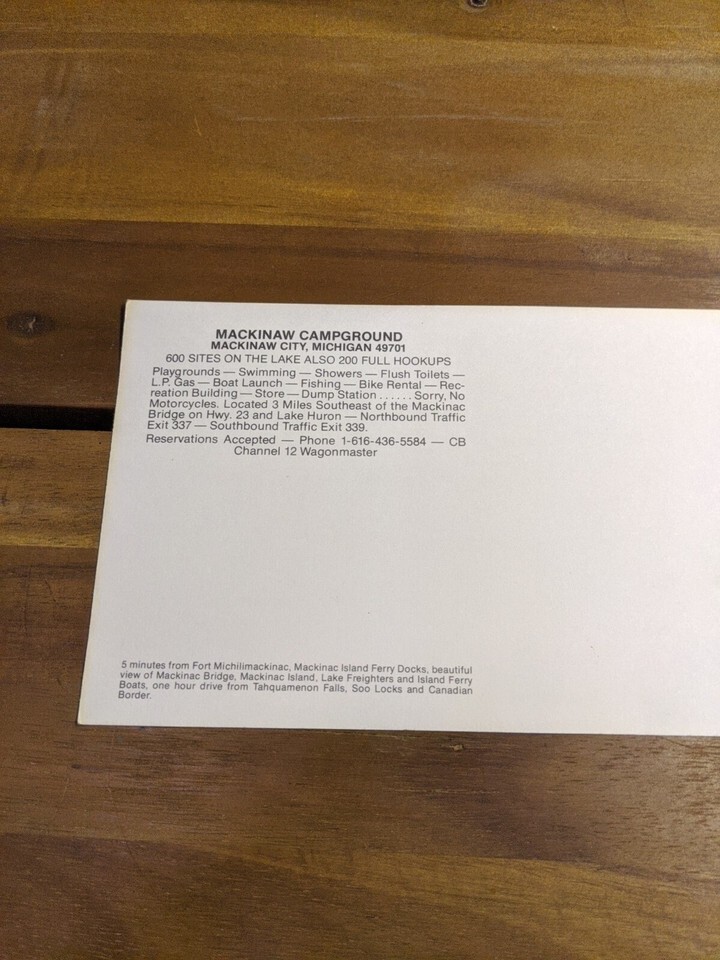 MACKINAW CAMPGROUND
MACKINAW CITY, MICHIGAN 49701
600 SITES ON THE LAKE ALSO 200 FULL HOOKUPS
Playgrounds — Swimming — Showers — Flush Toilets —
L.P. Gas — Boat Launch — Fishing — Bike Rental — Rec-
reation Building — Store — Dump Station ...... Sorry, No
Motorcycles. Located 3 Miles Southeast of the Mackinac
Bridge on Hwy. 23 and Lake Huron — Northbound Traffic
Exit 337 — Southbound Traffic Exit 339.
Reservations Accepted — Phone 1-616-436-5584 — CB
Channel 12 Wagonmaster
5 minutes from Fort Michilimackinac, Mackinac Island Ferry Docks, beautiful
view of Mackinac Bridge, Mackinac Island, Lake Freighters and Island Ferry
Boats, one hour drive from Tahquamenon Falls, Soo Locks and Canadian
Border.